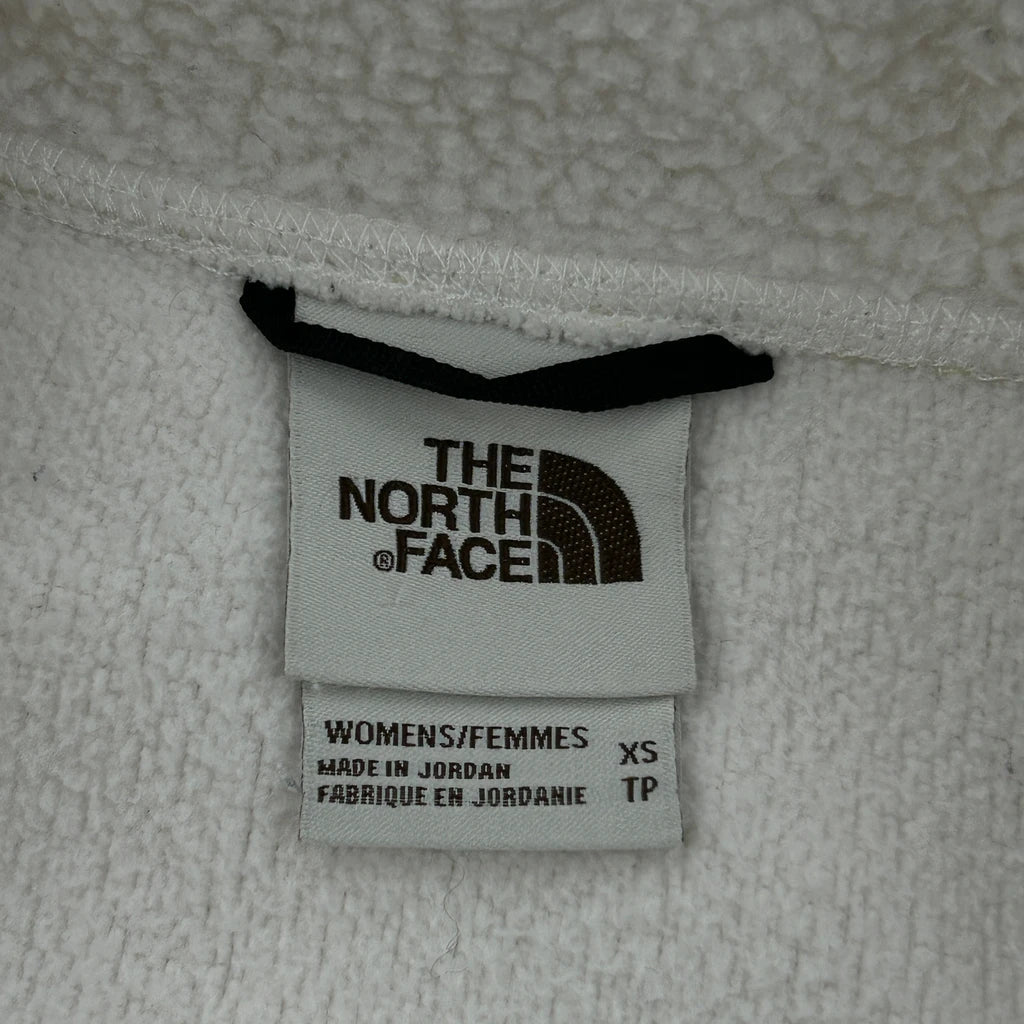 THE
NORTH
®FACE
WOMENS/FEMMES
MADE IN JORDAN
FABRIQUE EN JORDANIE
XS
TP